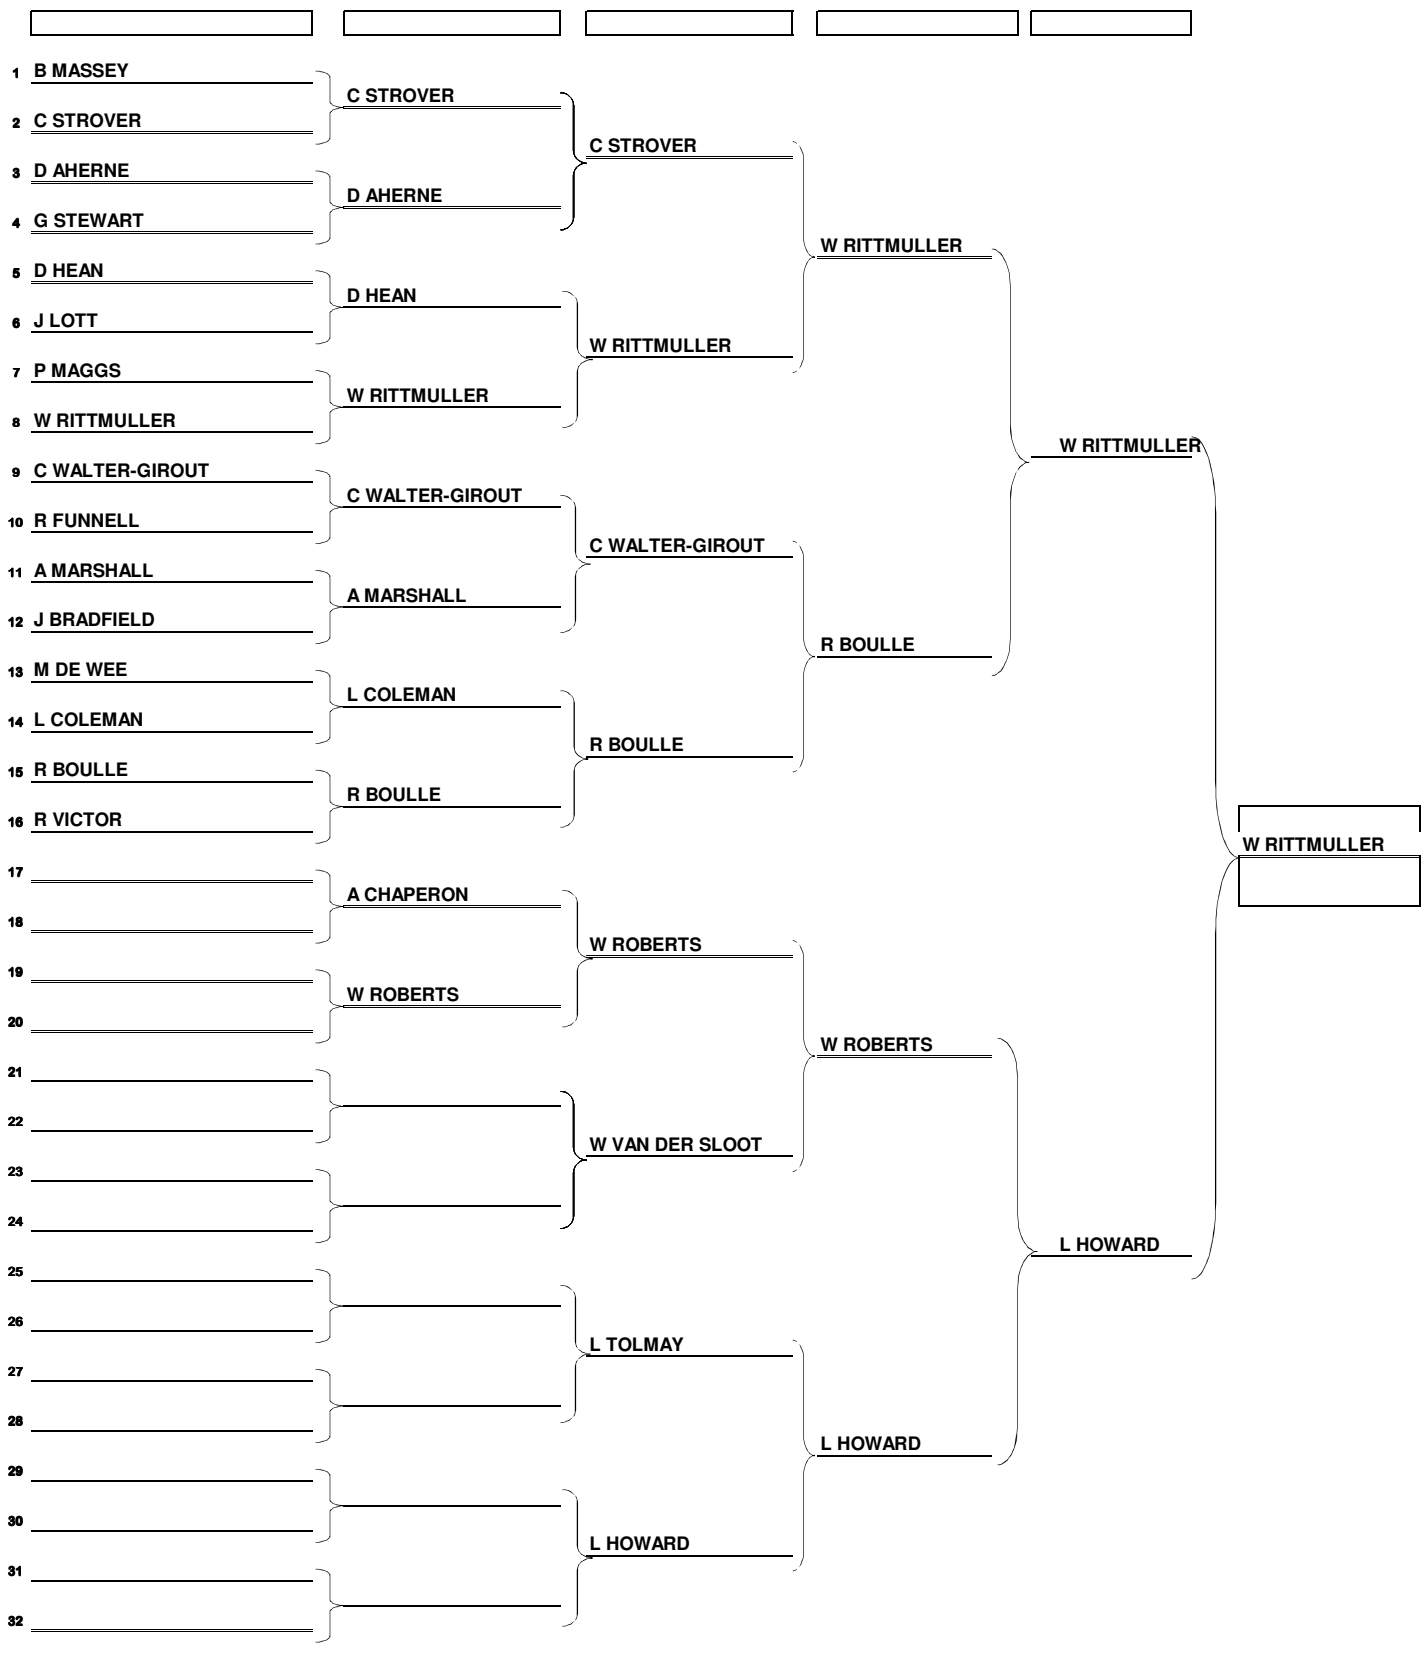 1 B MASSEY
2 C STROVER
3 D AHERNE
4 G STEWART
5 D HEAN
6 J LOTT
7 P MAGGS
8 W RITTMULLER
9 C WALTER-GIROUT
10 R FUNNELL
11 A MARSHALL
12 J BRADFIELD
13 M DE WEE
14 L COLEMAN
15 R BOULLE
16 R VICTOR
17
18
19
20
21
22
23
24
25
26
27
28
29
30
31
32
C STROVER
D AHERNE
D HEAN
W RITTMULLER
C WALTER-GIROUT
A MARSHALL
L COLEMAN
R BOULLE
A CHAPERON
W ROBERTS
C STROVER
W RITTMULLER
C WALTER-GIROUT
R BOULLE
W ROBERTS
W VAN DER SLOOT
L TOLMAY
L HOWARD
W RITTMULLER
R BOULLE
W ROBERTS
L HOWARD
W RITTMULLER
L HOWARD
W RITTMULLER